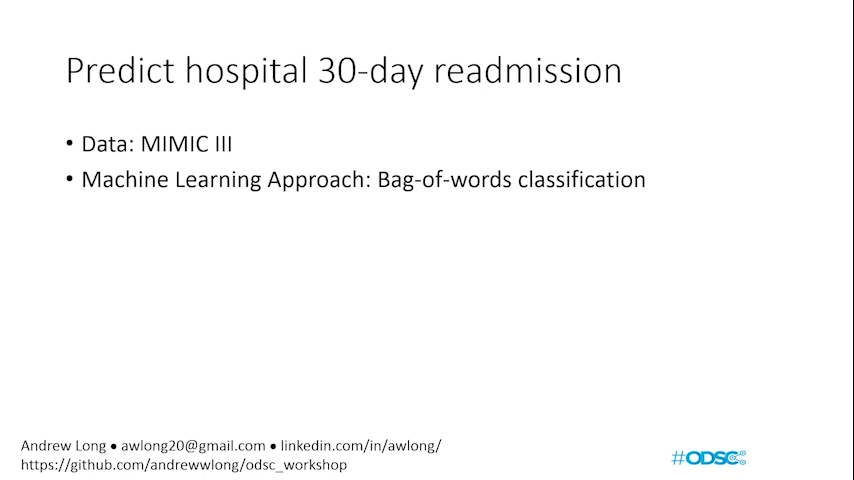 Predict hospital 30-day readmission
• Data: MIMIC III
• Machine Learning Approach: Bag-of-words classification
Andrew Long ● awlong20@gmail.com ● linkedin.com/in/awlong/
https://github.com/andrewwlong/odsc_workshop
#ODSC